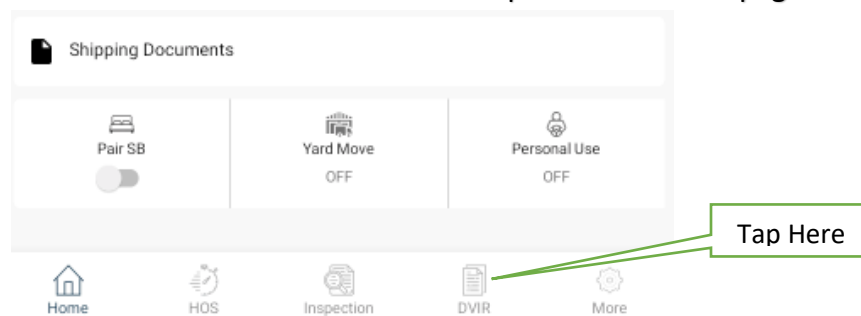 Shipping Documents
Pair SB
Yard Move
Personal Use
OFF
OFF
Tap Here
Home
HOS
Inspection
DVIR
More